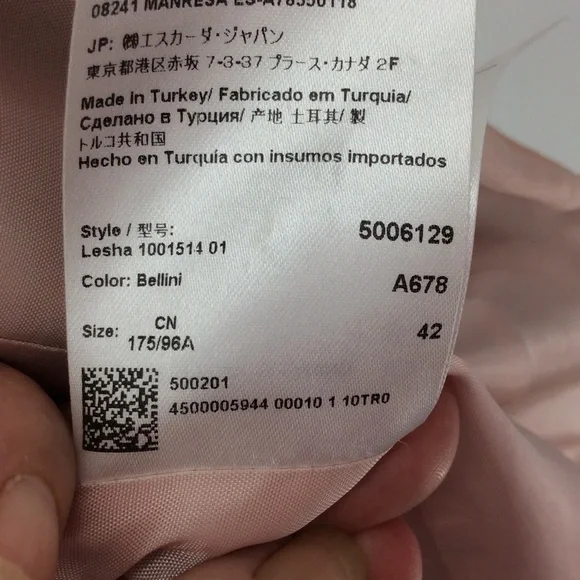 08241 MANRESA ES-A78550118
JP: ㈱エスカーダ・ジャパン
東京都港区赤坂 7-3-37 プラース・カナダ 2F
Made in Turkey/ Fabricado em Turquia/
Сделано в Турция/ 产地 土耳其/ 製
トルコ共和国
Hecho en Turquía con insumos importados
Style / 型号: 5006129
Lesha 1001514 01
Color: Bellini A678
Size: CN 42
175/96A
500201
4500005944 00010 1 10TR0